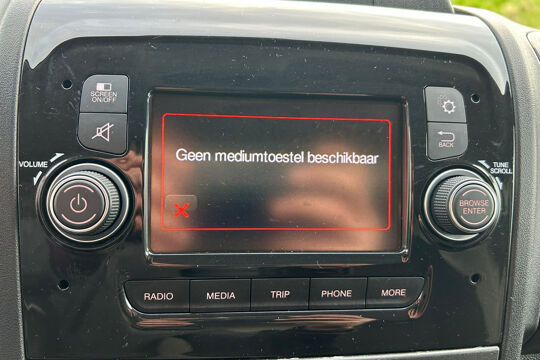 SCREEN
ON/OFF
VOLUME
Geen mediumtoestel beschikbaar
BACK
TUNE
SCROLL
BROWSE
ENTER
RADIO
MEDIA
TRIP
PHONE
MORE